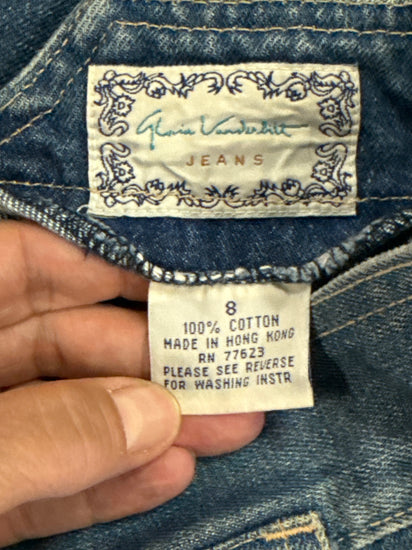 Gloria Vanderbilt
JEANS
8
100% COTTON
MADE IN HONG KONG
RN 77623
PLEASE SEE REVERSE
FOR WASHING INSTR